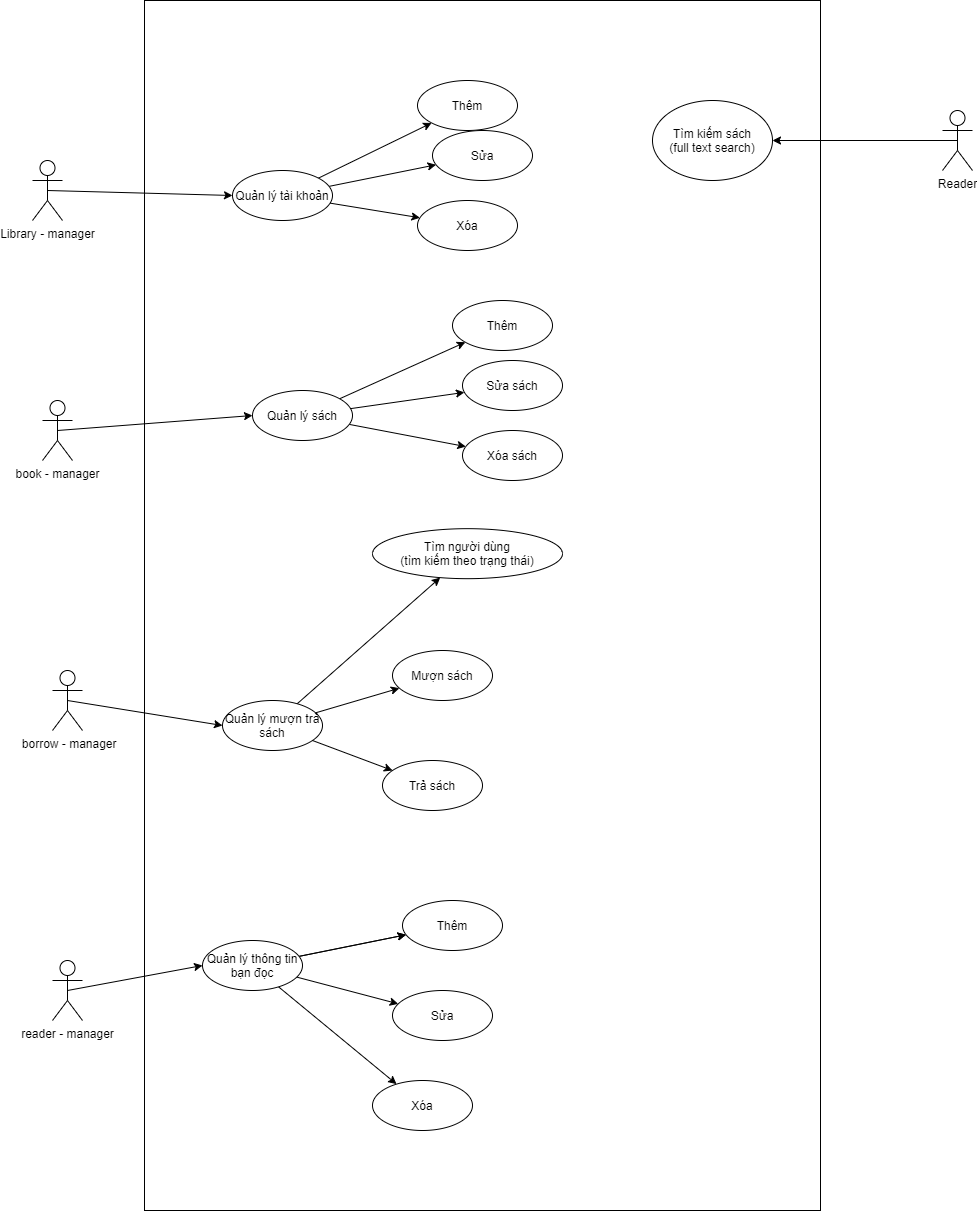 Thêm
Tìm kiếm sách
(full text search)
Sửa
Reader
Quản lý tài khoản
Library - manager
Xóa
Thêm
Sửa sách
Quản lý sách
Xóa sách
book - manager
Tìm người dùng
(tìm kiếm theo trạng thái)
Mượn sách
Quản lý mượn trả
sách
borrow - manager
Trả sách
Thêm
Quản lý thông tin
bạn đọc
Sửa
reader - manager
Xóa